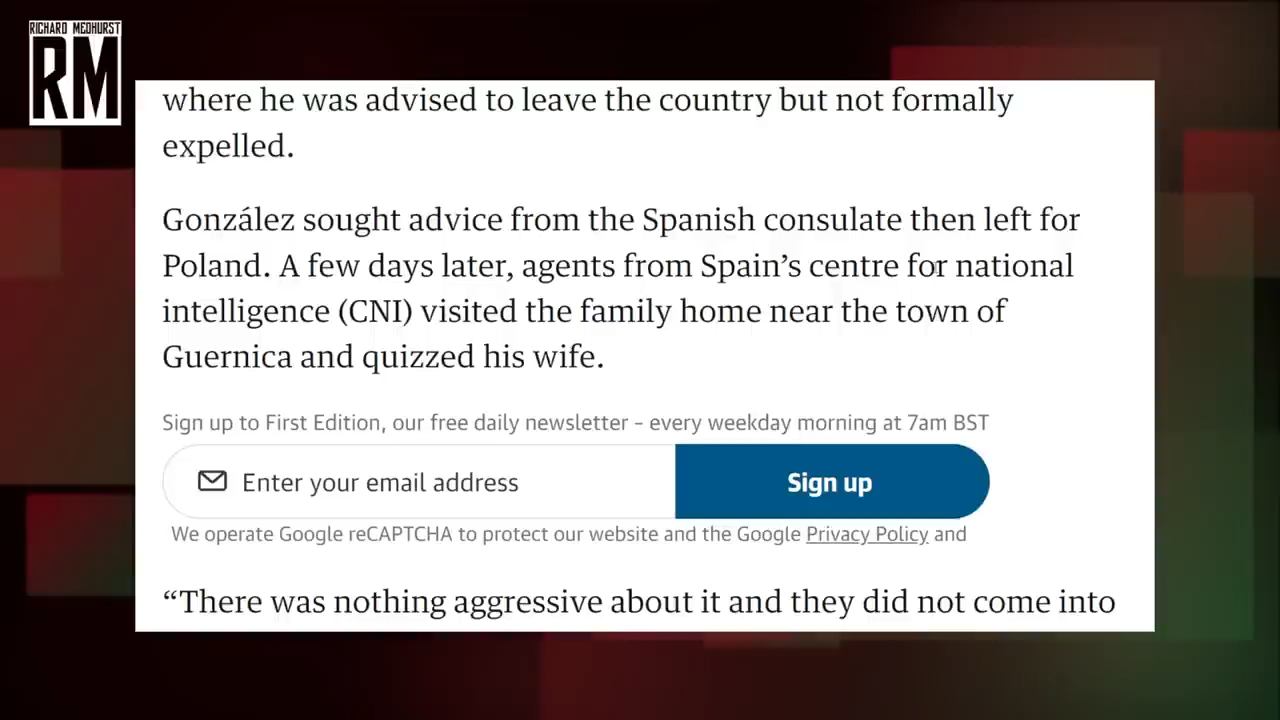 RICHARD MEDHURST
RM
where he was advised to leave the country but not formally
expelled.
González sought advice from the Spanish consulate then left for
Poland. A few days later, agents from Spain’s centre for national
intelligence (CNI) visited the family home near the town of
Guernica and quizzed his wife.
Sign up to First Edition, our free daily newsletter – every weekday morning at 7am BST
Enter your email address
Sign up
We operate Google reCAPTCHA to protect our website and the Google Privacy Policy and
“There was nothing aggressive about it and they did not come into